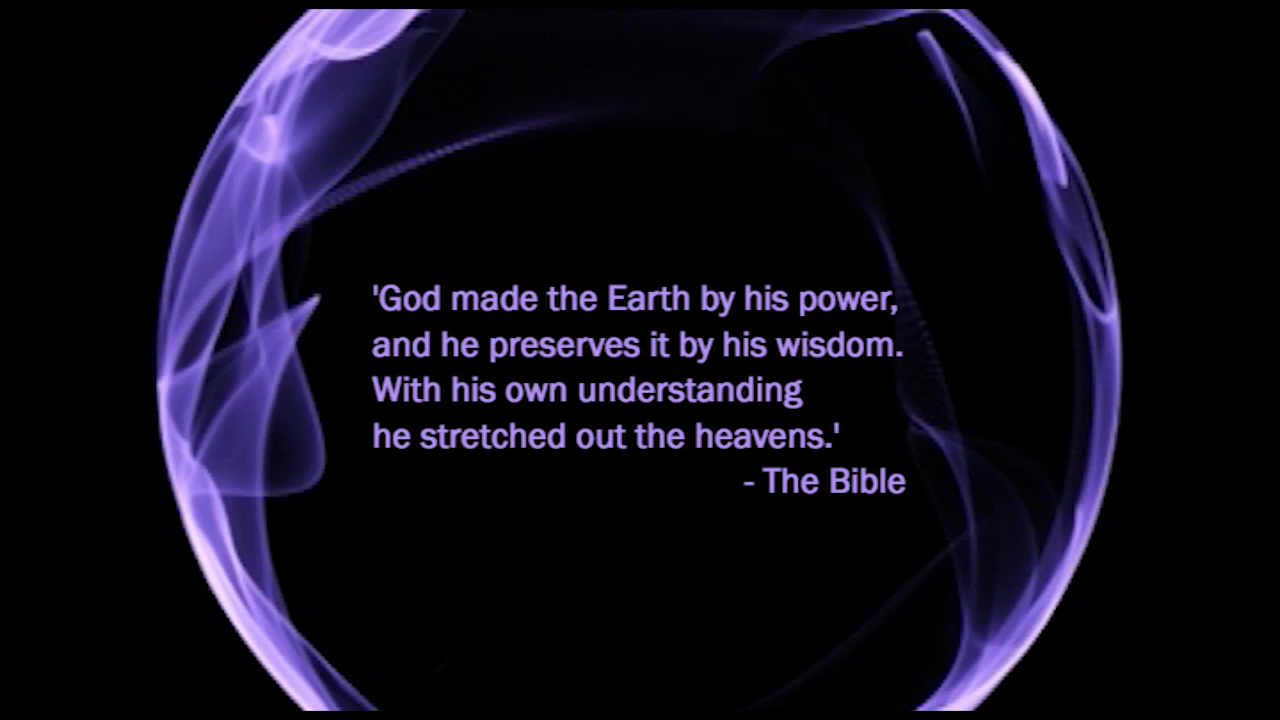 'God made the Earth by his power,
and he preserves it by his wisdom.
With his own understanding
he stretched out the heavens.'
- The Bible